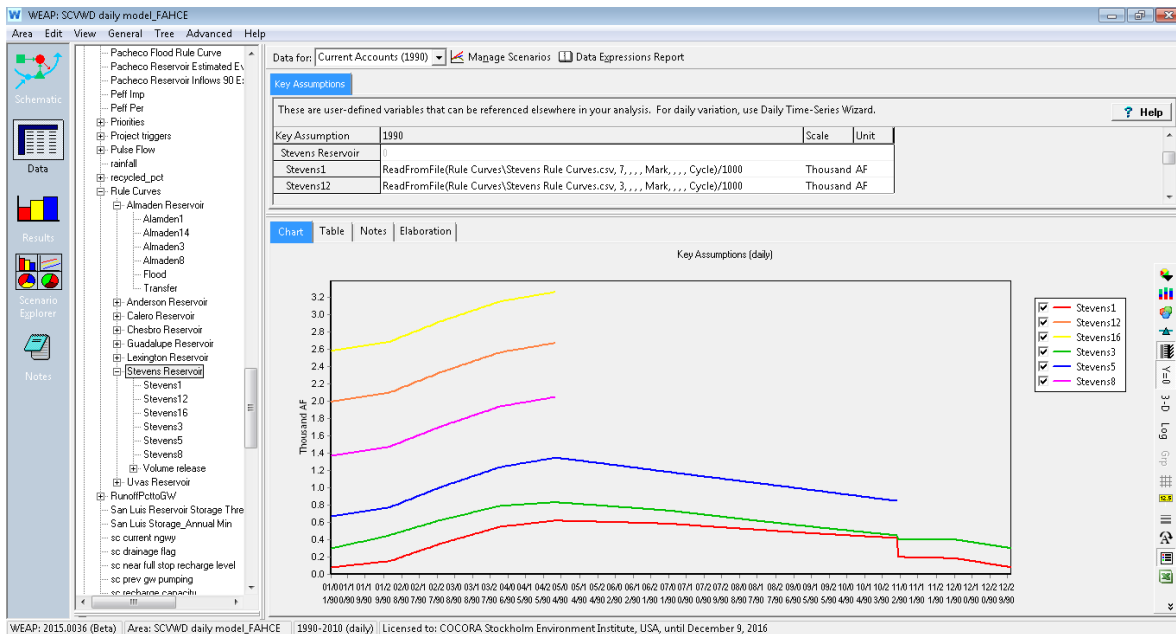 WEAP: SCVWD daily model_FAHCE
Area Edit View General Tree Advanced Help
Schematic
Data
Results
Scenario
Explorer
Notes
Pacheco Flood Rule Curve
Pacheco Reservoir Estimated Ev
Pacheco Reservoir Inflows 90 E
Peff Imp
Peff Per
Priorities
Project triggers
Pulse Flow
rainfall
recycled_pct
Rule Curves
Almaden Reservoir
Alamden1
Almaden14
Almaden3
Almaden8
Flood
Transfer
Anderson Reservoir
Calero Reservoir
Chesbro Reservoir
Guadalupe Reservoir
Lexington Reservoir
Stevens Reservoir
Stevens1
Stevens12
Stevens16
Stevens3
Stevens5
Stevens8
Volume release
Uvas Reservoir
RunoffPcttoGW
San Luis Reservoir Storage Thre
San Luis Storage_Annual Min
sc current ngwy
sc drainage flag
sc near full stop recharge level
sc prev gw pumping
sc recharge capacity
Data for: Current Accounts (1990) Manage Scenarios Data Expressions Report
Key Assumptions
These are user-defined variables that can be referenced elsewhere in your analysis. For daily variation, use Daily Time-Series Wizard.
? Help
Key Assumption 1990 Scale Unit
Stevens Reservoir 0
Stevens1 ReadFromFile(Rule Curves\Stevens Rule Curves.csv, 7, , , , Mark, , , , Cycle)/1000 Thousand AF
Stevens12 ReadFromFile(Rule Curves\Stevens Rule Curves.csv, 3, , , , Mark, , , , Cycle)/1000 Thousand AF
Chart Table Notes Elaboration
Key Assumptions (daily)
Thousand AF
3.2
3.0
2.8
2.6
2.4
2.2
2.0
1.8
1.6
1.4
1.2
1.0
0.8
0.6
0.4
0.2
0.0
Stevens1
Stevens12
Stevens16
Stevens3
Stevens5
Stevens8
Y=0
3-D
Log
Grp
12.5
WEAP: 2015.0036 (Beta) Area: SCVWD daily model_FAHCE 1990-2010 (daily) Licensed to: COCORA Stockholm Environment Institute, USA, until December 9, 2016